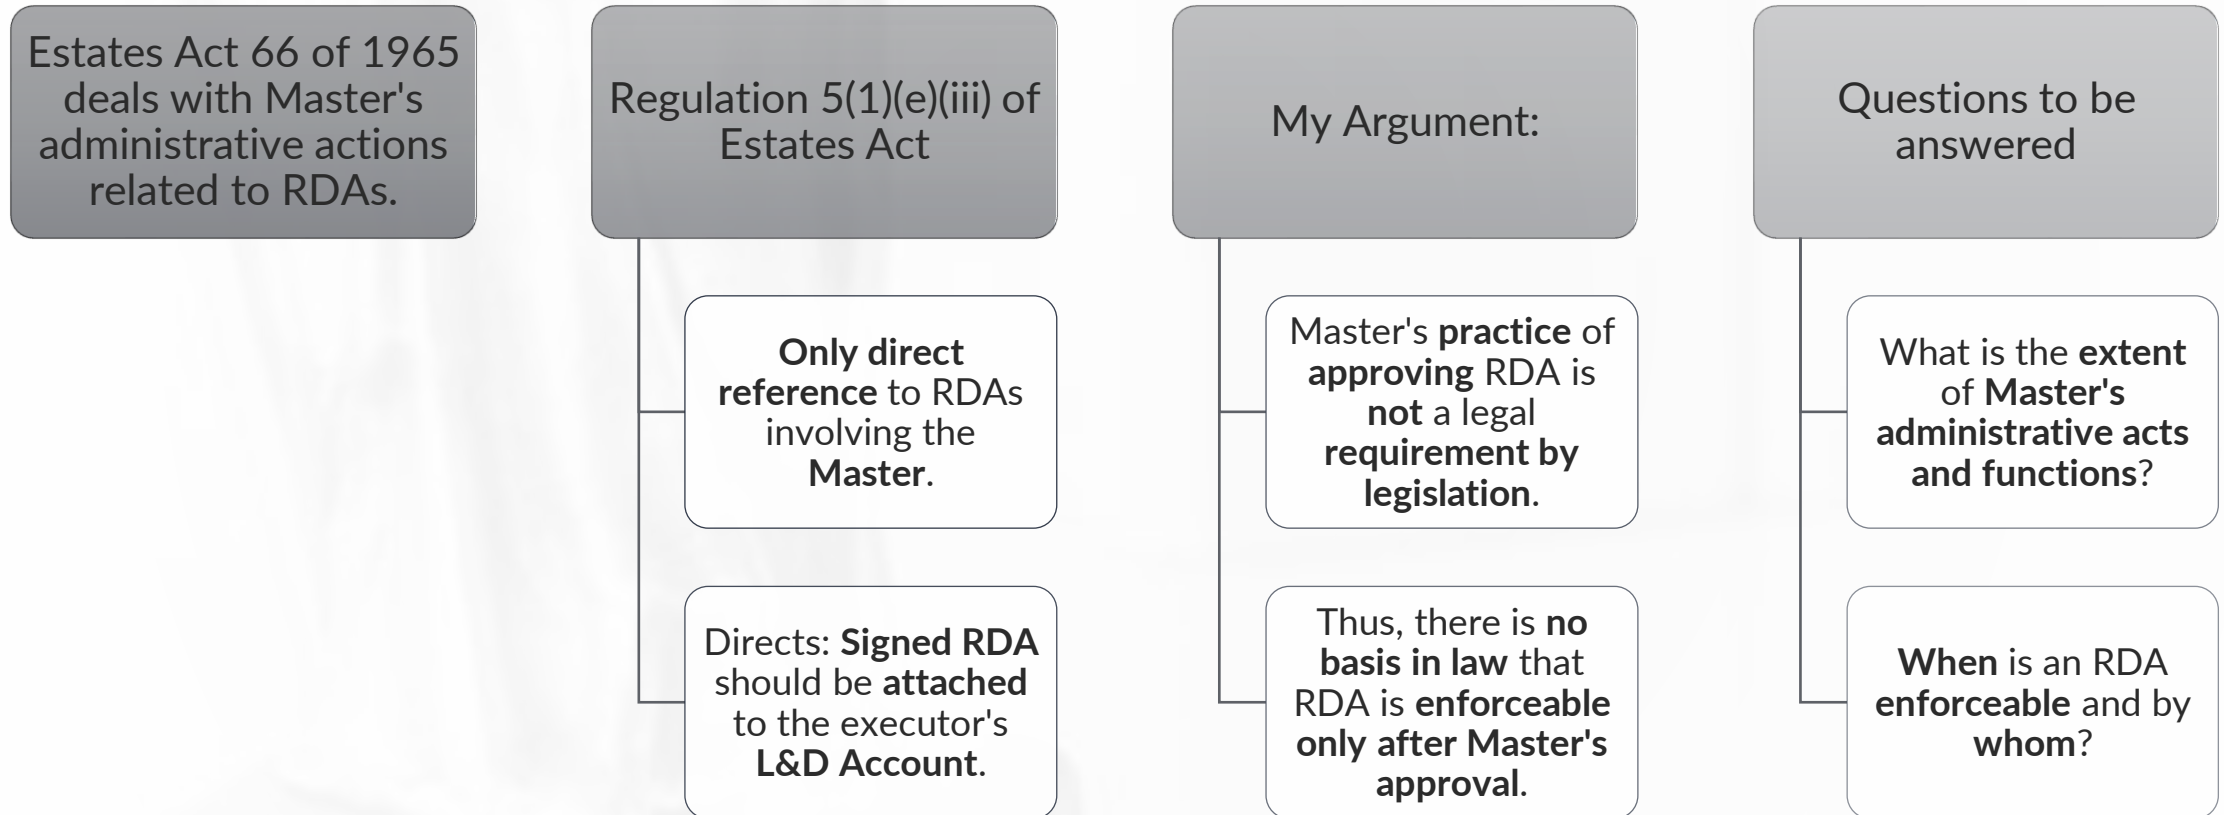 Estates Act 66 of 1965
deals with Master's
administrative actions
related to RDAs.
Regulation 5(1)(e)(iii) of
Estates Act
Only direct
reference to RDAs
involving the
Master.
Directs: Signed RDA
should be attached
to the executor's
L&D Account.
My Argument:
Master's practice of
approving RDA is
not a legal
requirement by
legislation.
Thus, there is no
basis in law that
RDA is enforceable
only after Master's
approval.
Questions to be
answered
What is the extent
of Master's
administrative acts
and functions?
When is an RDA
enforceable and by
whom?